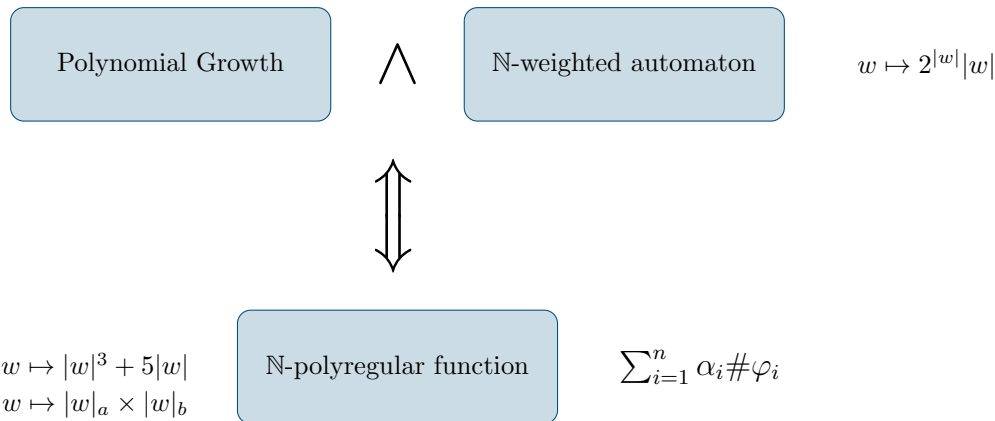 Polynomial Growth ∧ ℕ-weighted automaton w ↦ 2^{|w|}|w|
⇕
w ↦ |w|^3 + 5|w|
w ↦ |w|_a × |w|_b
ℕ-polyregular function
∑_{i=1}^{n} α_i#φ_i